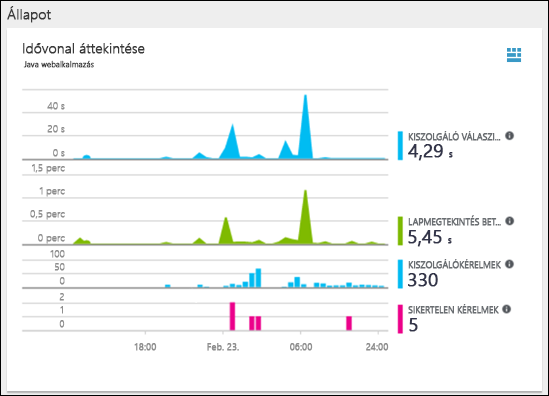 Állapot
Idővonal áttekintése
Java webalkalmazás
40 s
20 s
0 s
KISZOLGÁLÓ VÁLASZI...
4,29 s
1,5 perc
1 perc
0,5 perc
0 perc
LAPMEGTEKINTÉS BET...
5,45 s
100
50
0
KISZOLGÁLÓKÉRELMEK
330
2
1
0
SIKERTELEN KÉRELMEK
5
18:00 Feb. 23. 06:00 24:00